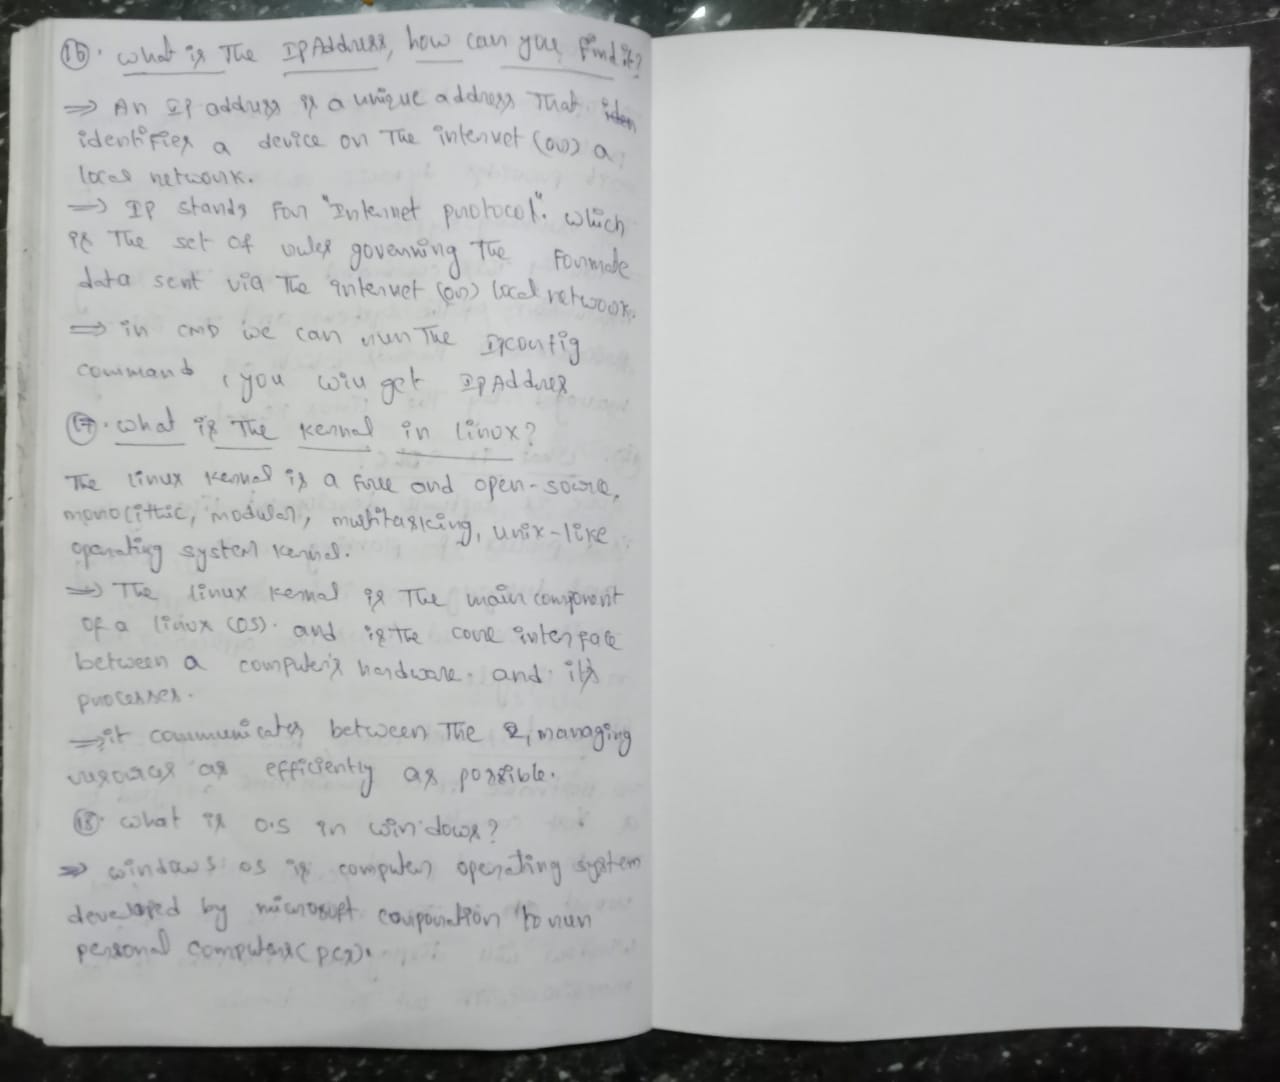 16. what is The IP Address, how can you find it?
⇒ An IP address is a unique address That iden
identifies a device on The internet (or) a
local network.
⇒ IP stands For "Internet protocol". which
is The set of rules governing The Formate
data sent via The internet (or) local network.
⇒ in CMD we can run The Ipconfig
command, you will get IP Address
17. what is The kernal in linox?
The linux kernal is a free and open-soure,
monolithic, modular, multitasking, unix-like
operating system kernal.
⇒ The linux kernal is The main component
of a linux (OS). and is the core interface
between a computer's hardware. and its
processes.
⇒ it communicates between The 2, managing
resources as efficiently as possible.
18. what is O.S in windows?
⇒ windows os is computer operating system
developed by microsoft corporation to run
personal computers (pcs).